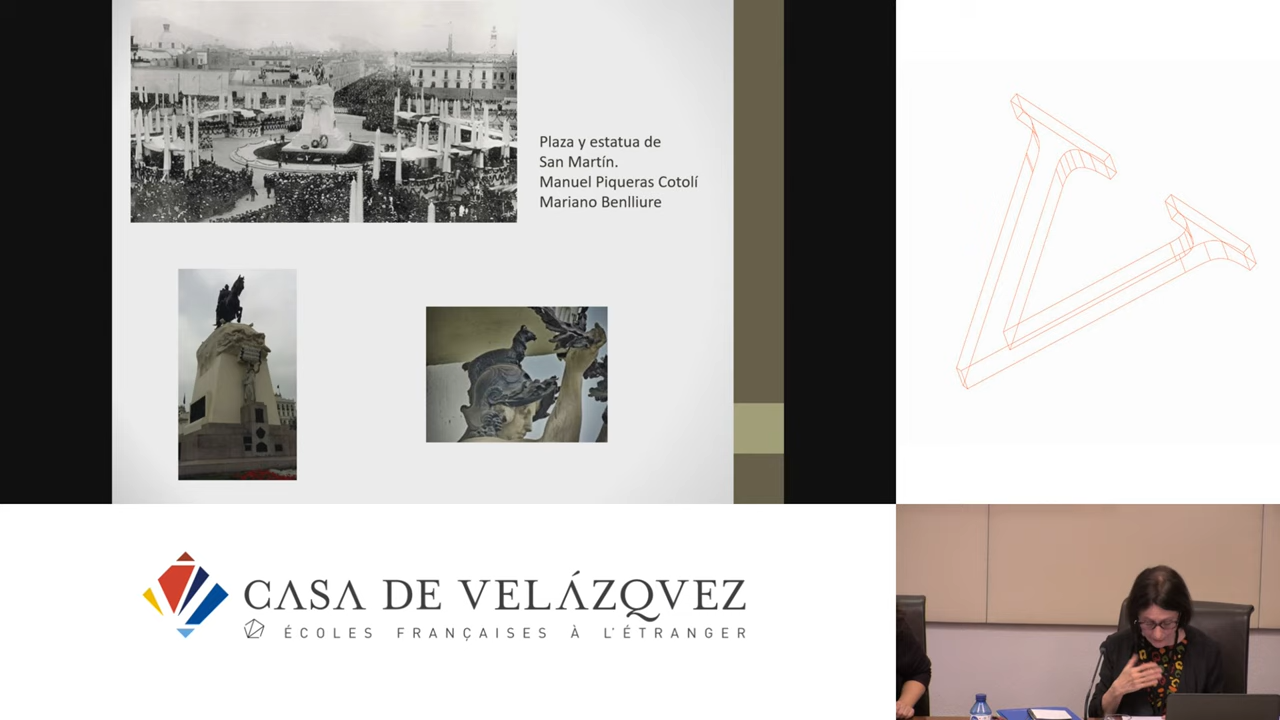 Plaza y estatua de
San Martín.
Manuel Piqueras Cotolí
Mariano Benlliure
CASA DE VELÁZQVEZ
ÉCOLES FRANÇAISES À L'ÉTRANGER